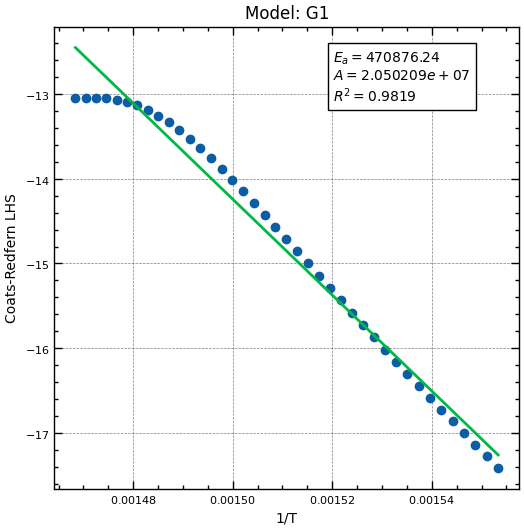 Model: G1
E_a = 470876.24
A = 2.050209e + 07
R^2 = 0.9819
−13
−14
−15
−16
−17
Coats-Redfern LHS
0.00148 0.00150 0.00152 0.00154
1/T